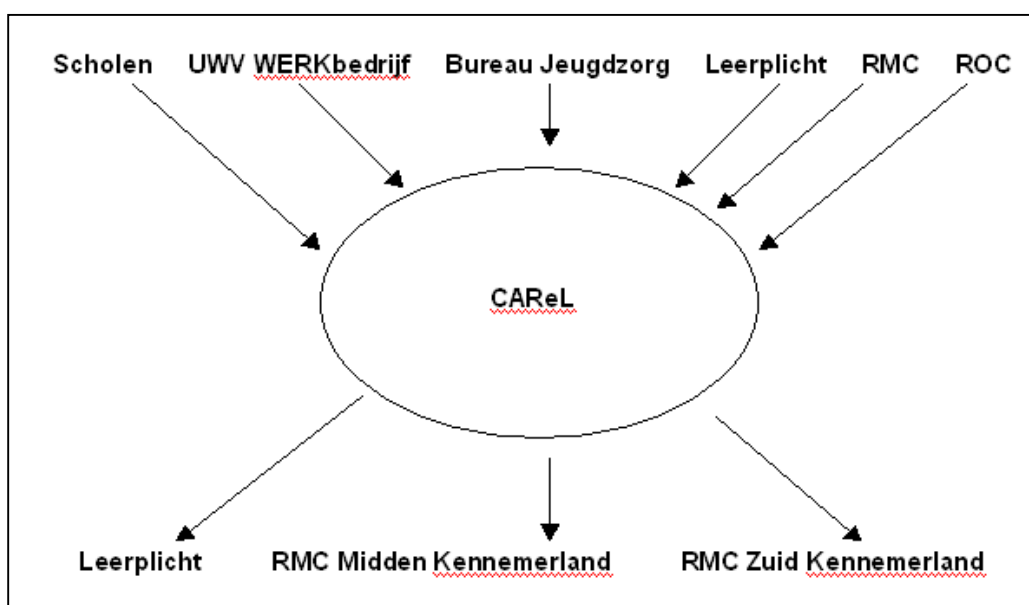 Scholen UWV WERKbedrijf Bureau Jeugdzorg Leerplicht RMC ROC
CAReL
Leerplicht RMC Midden Kennemerland RMC Zuid Kennemerland